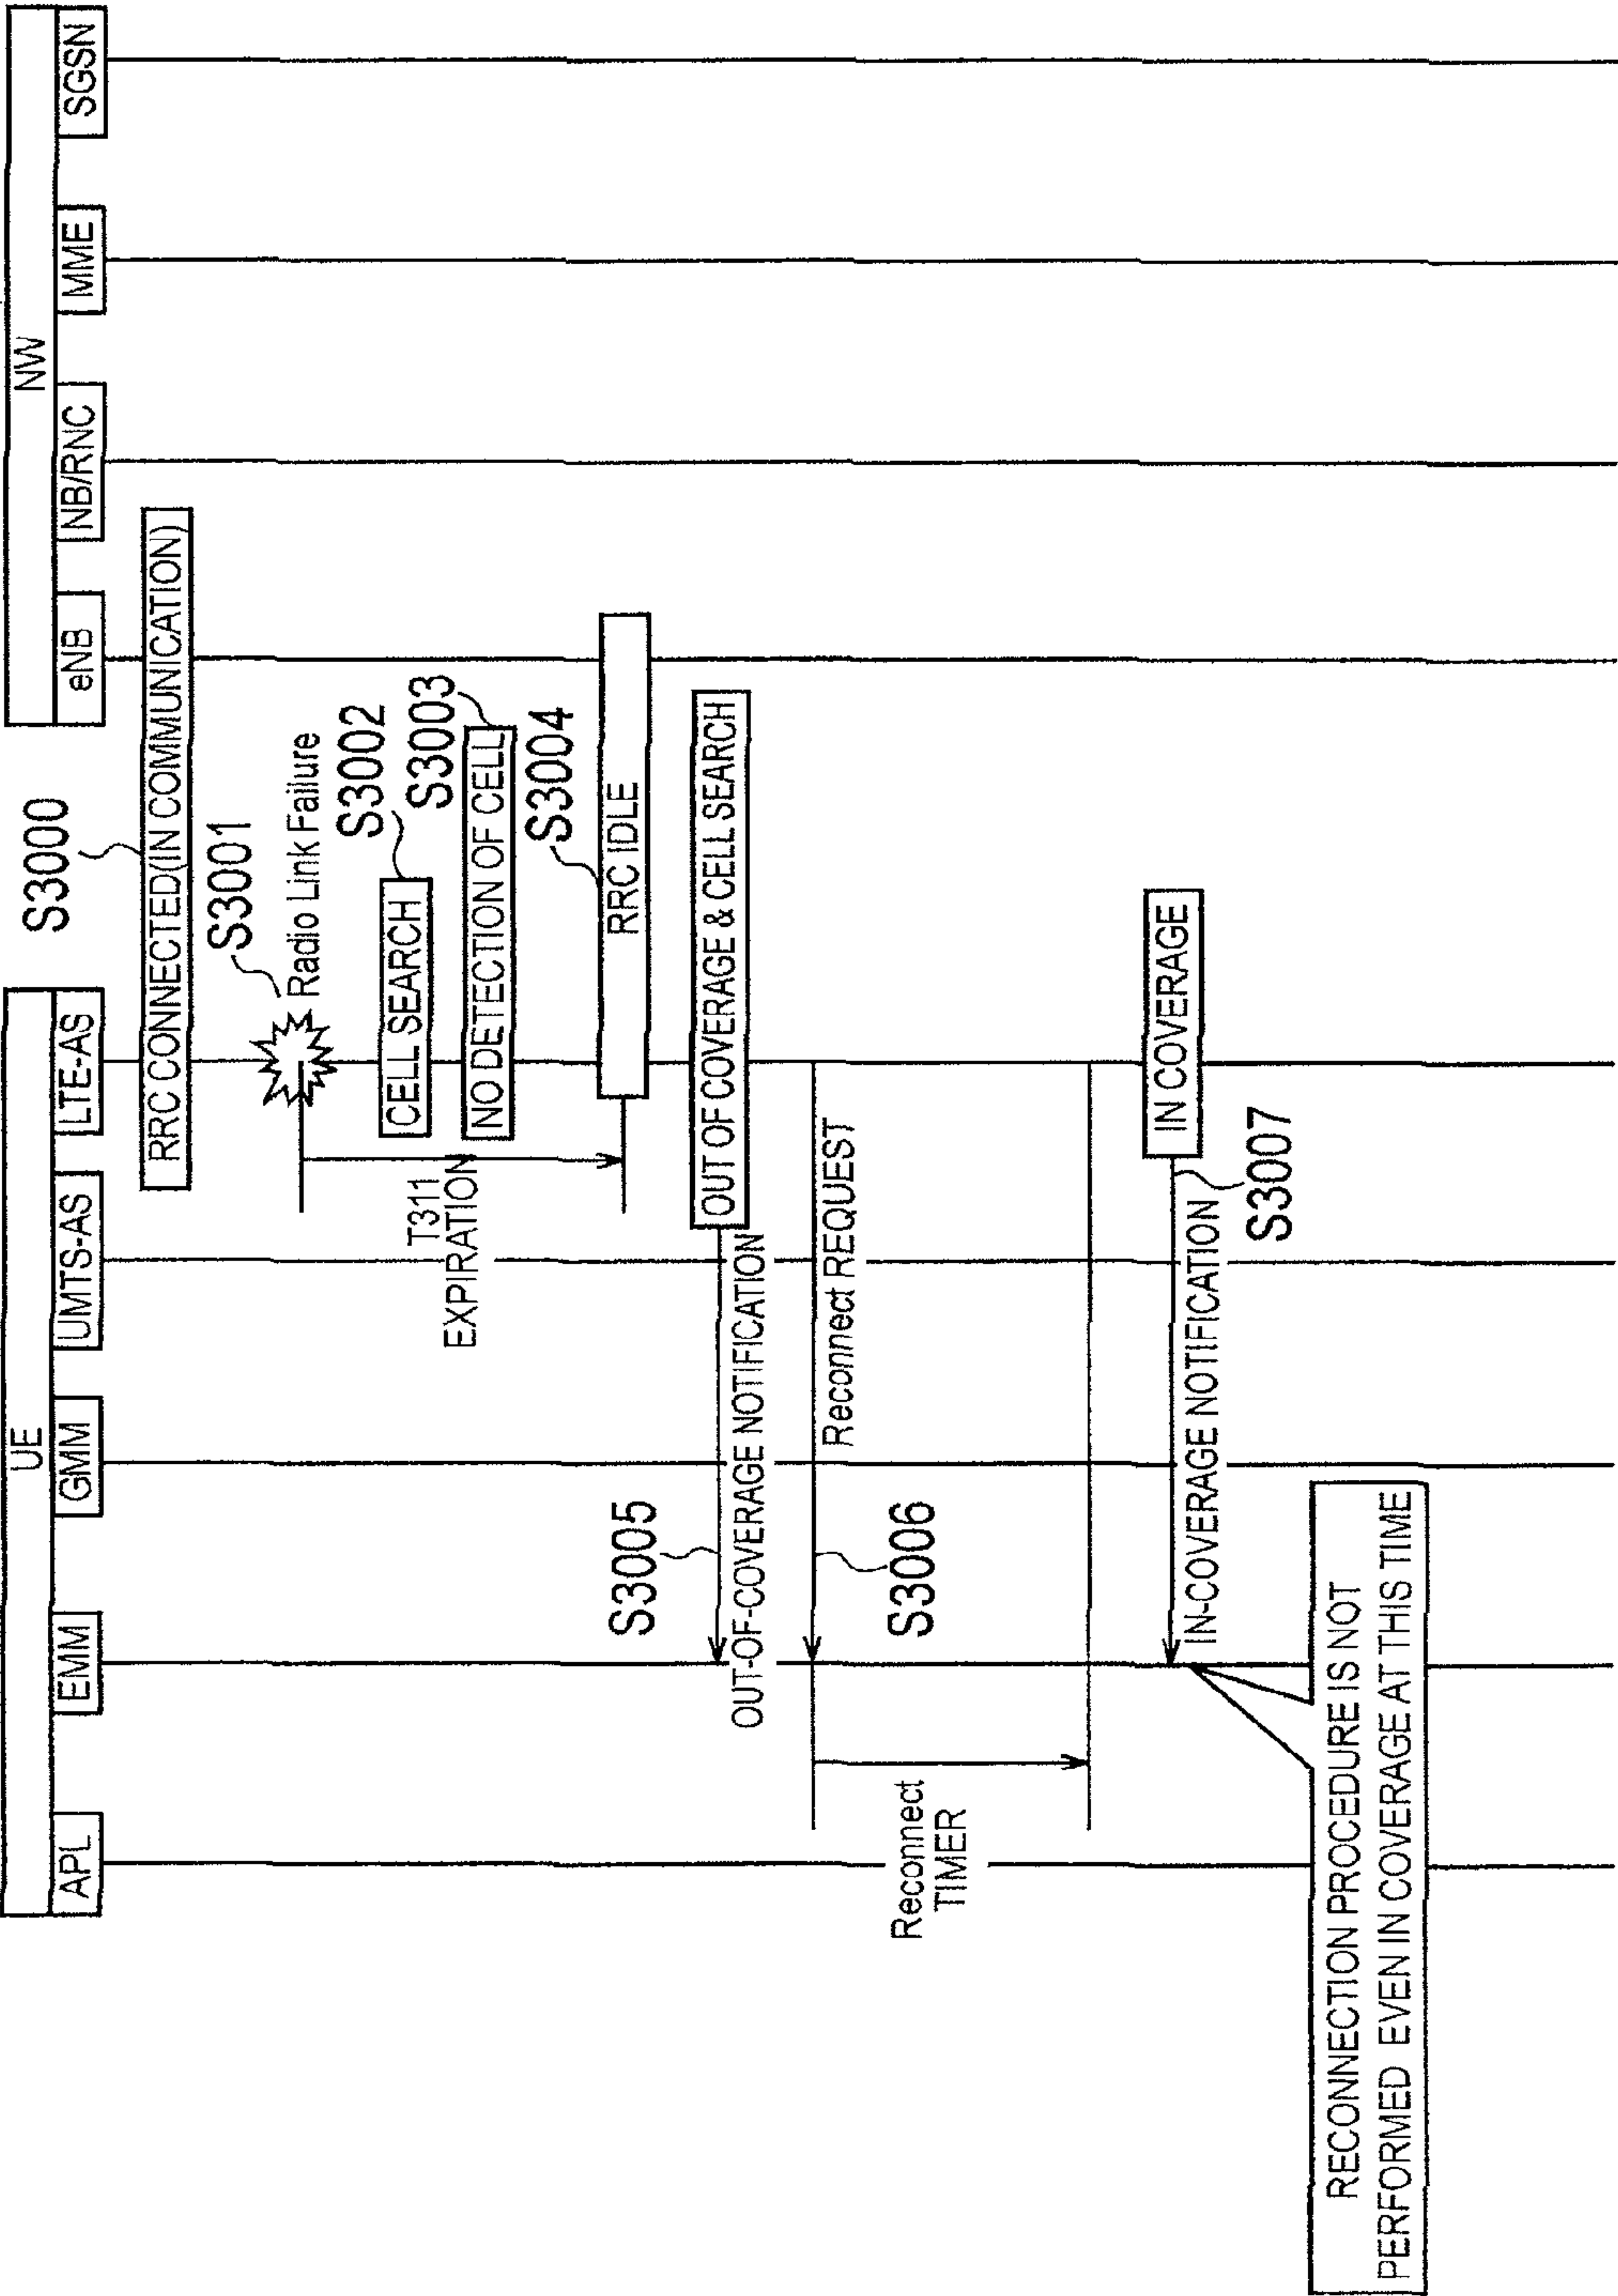 UE
NW
APL
EMM
GMM
UMTS-AS
LTE-AS
eNB
NB/RNC
MME
SGSN
S3000
RRC CONNECTED(IN COMMUNICATION)
S3001
Radio Link Failure
S3002
CELL SEARCH
S3003
NO DETECTION OF CELL
T311
EXPIRATION
S3004
RRC IDLE
OUT OF COVERAGE & CELL SEARCH
S3005
OUT-OF-COVERAGE NOTIFICATION
Reconnect REQUEST
S3006
Reconnect
TIMER
IN COVERAGE
S3007
IN-COVERAGE NOTIFICATION
RECONNECTION PROCEDURE IS NOT
PERFORMED EVEN IN COVERAGE AT THIS TIME